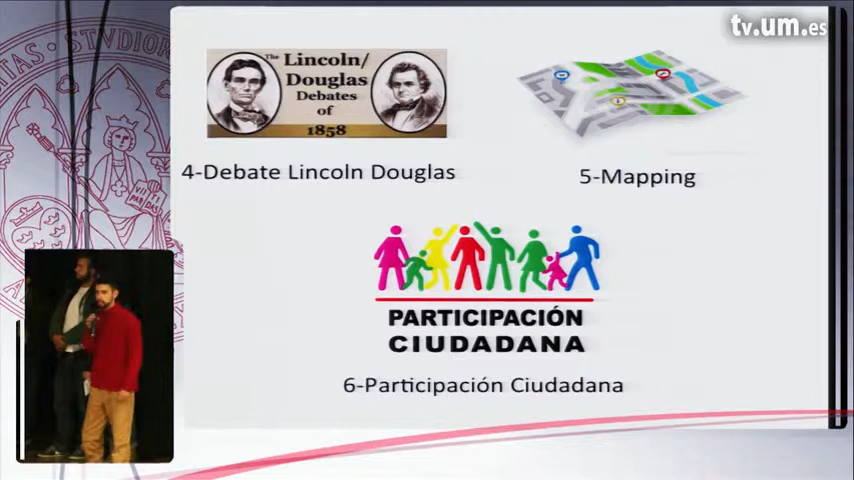 tv.um.es
The Lincoln/
Douglas
Debates
of
1858
4-Debate Lincoln Douglas
5-Mapping
PARTICIPACIÓN
CIUDADANA
6-Participación Ciudadana